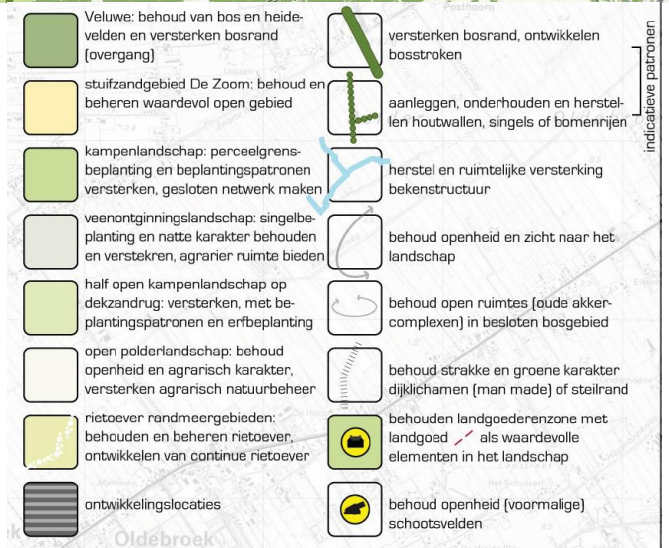 Posthoorn
Veluwe: behoud van bos en heide-
velden en versterken bosrand
(overgang)
stuifzandgebied De Zoom: behoud en
beheren waardevol open gebied
kampenlandschap: perceelgrens-
beplanting en beplantingspatronen
versterken, gesloten netwerk maken
veenontginningslandschap: singelbe-
planting en natte karakter behouden
en verstekren, agrarier ruimte bieden
half open kampenlandschap op
dekzandrug: versterken, met be-
plantingspatronen en erfbeplanting
open polderlandschap: behoud
openheid en agrarisch karakter,
versterken agrarisch natuurbeheer
rietoever randmeergebieden:
behouden en beheren rietoever,
ontwikkelen van continue rietoever
ontwikkelingslocaties
versterken bosrand, ontwikkelen
bosstroken
aanleggen, onderhouden en herstel-
len houtwallen, singels of bomenrijen
indicatieve patronen
herstel en ruimtelijke versterking
bekenstructuur
behoud openheid en zicht naar het
landschap
behoud open ruimtes (oude akker-
complexen) in besloten bosgebied
behoud strakke en groene karakter
dijklichamen (man made) of steilrand
behouden landgoederenzone met
landgoed als waardevolle
elementen in het landschap
behoud openheid (voormalige)
schootsvelden
Oldebroek